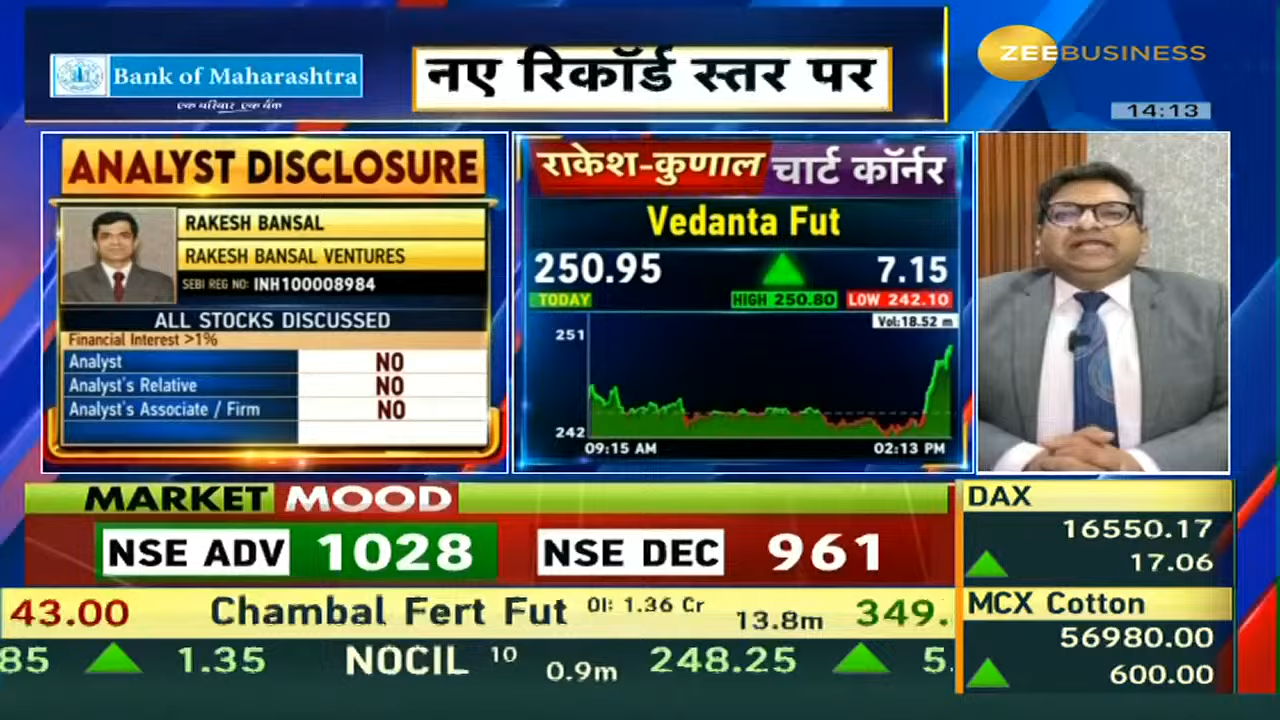 Bank of Maharashtra
एक परिवार एक बैंक
नए रिकॉर्ड स्तर पर
ZEEBUSINESS
14:13
ANALYST DISCLOSURE
RAKESH BANSAL
RAKESH BANSAL VENTURES
SEBI REG NO: INH100008984
ALL STOCKS DISCUSSED
Financial Interest >1%
Analyst NO
Analyst's Relative NO
Analyst's Associate / Firm NO
राकेश-कुणाल चार्ट कॉर्नर
Vedanta Fut
250.95 7.15
TODAY HIGH 250.80 LOW 242.10
Vol:18.52 m
251
242
09:15 AM 02:13 PM
MARKET MOOD
NSE ADV 1028 NSE DEC 961
DAX
16550.17
17.06
MCX Cotton
56980.00
600.00
43.00 Chambal Fert Fut OI: 1.36 Cr 13.8m 349.
85 1.35 NOCIL 10 0.9m 248.25 5.